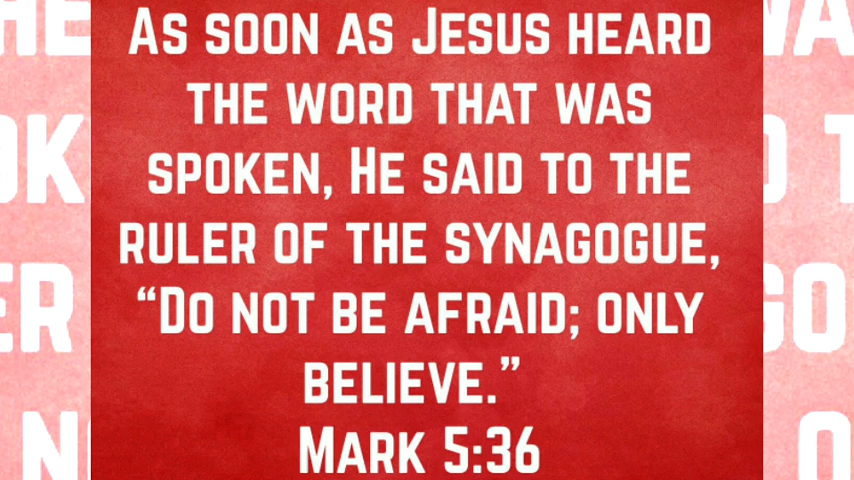 As soon as Jesus heard
the word that was
spoken, He said to the
ruler of the synagogue,
“Do not be afraid; only
believe.”
Mark 5:36